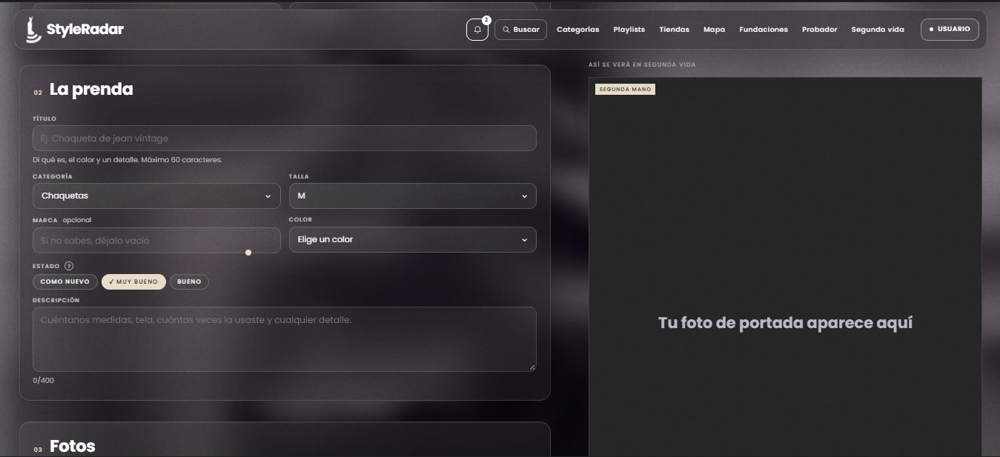 StyleRadar
2
Buscar
Categorías
Playlists
Tiendas
Mapa
Fundaciones
Probador
Segunda vida
USUARIO
02 La prenda
TÍTULO
Ej. Chaqueta de jean vintage
Di qué es, el color y un detalle. Máximo 60 caracteres.
CATEGORÍA
Chaquetas
TALLA
M
MARCA opcional
Si no sabes, déjalo vacío
COLOR
Elige un color
ESTADO ?
COMO NUEVO
✓ MUY BUENO
BUENO
DESCRIPCIÓN
Cuéntanos medidas, tela, cuántas veces la usaste y cualquier detalle.
0/400
03 Fotos
ASÍ SE VERÁ EN SEGUNDA VIDA
SEGUNDA MANO
Tu foto de portada aparece aquí